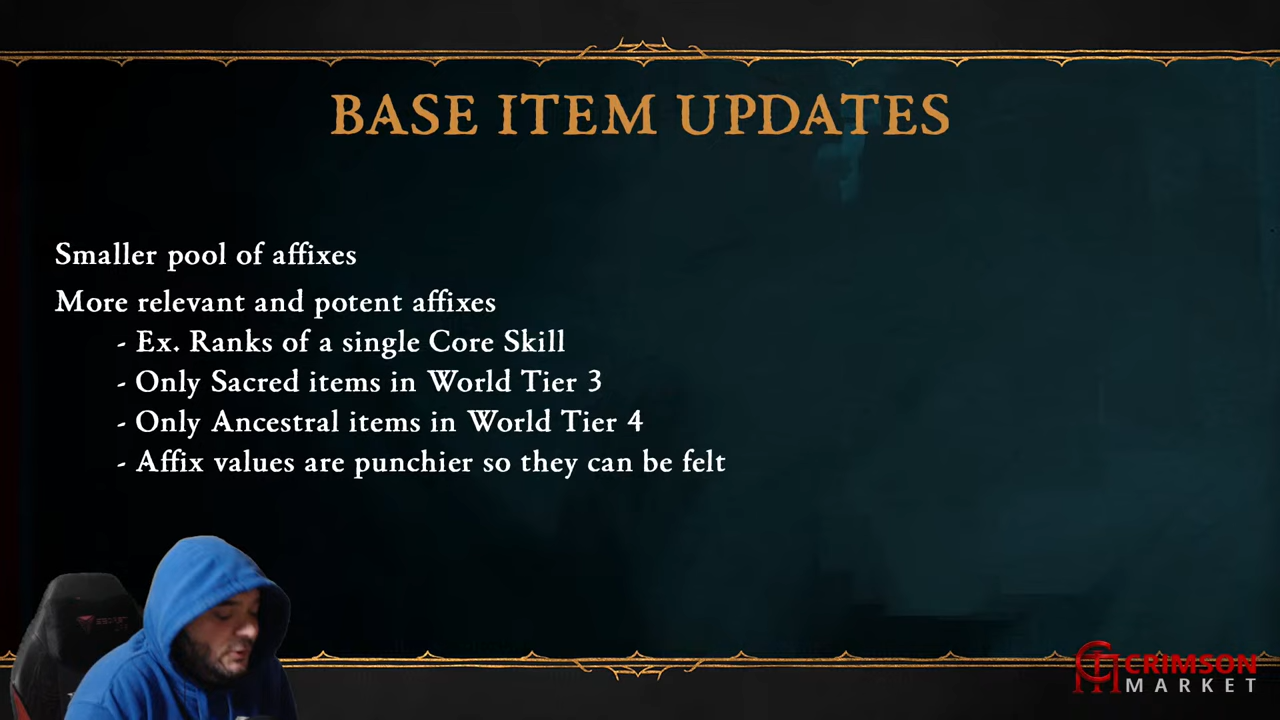 BASE ITEM UPDATES
Smaller pool of affixes
More relevant and potent affixes
- Ex. Ranks of a single Core Skill
- Only Sacred items in World Tier 3
- Only Ancestral items in World Tier 4
- Affix values are punchier so they can be felt
CRIMSON
MARKET